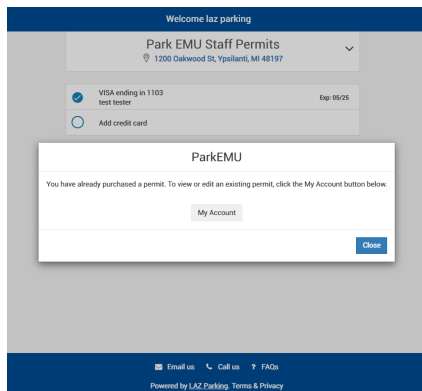 Welcome laz parking
Park EMU Staff Permits
1200 Oakwood St, Ypsilanti, MI 48197
VISA ending in 1103
test tester
Exp: 05/25
Add credit card
ParkEMU
You have already purchased a permit. To view or edit an existing permit, click the My Account button below.
My Account
Close
Email us Call us ? FAQs
Powered by LAZ Parking. Terms & Privacy